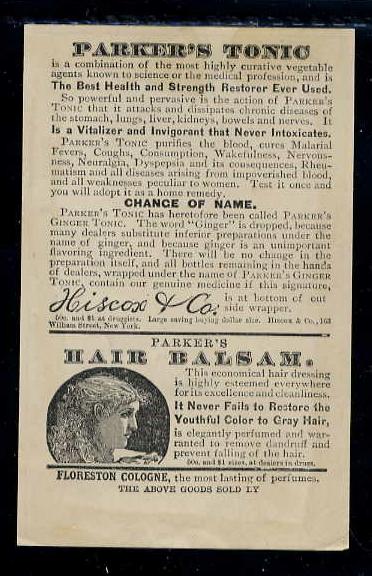 PARKER'S TONIC
is a combination of the most highly curative vegetable
agents known to science or the medical profession, and is
The Best Health and Strength Restorer Ever Used.
So powerful and pervasive is the action of PARKER'S
TONIC that it attacks and dissipates chronic diseases of
the stomach, lungs, liver, kidneys, bowels and nerves. It
Is a Vitalizer and Invigorant that Never Intoxicates.
PARKER'S TONIC purifies the blood, cures Malarial
Fevers, Coughs, Consumption, Wakefulness, Nervous-
ness, Neuralgia, Dyspepsia and its consequences, Rheu-
matism and all diseases arising from impoverished blood,
and all weaknesses peculiar to women. Test it once and
you will adopt it as a home remedy.
CHANGE OF NAME.
PARKER'S TONIC has heretofore been called PARKER'S
GINGER TONIC. The word "Ginger" is dropped, because
many dealers substitute inferior preparations under the
name of ginger, and because ginger is an unimportant
flavoring ingredient. There will be no change in the
preparation itself, and all bottles remaining in the hands
of dealers, wrapped under the name of PARKER'S GINGER
TONIC, contain our genuine medicine if this signature,
Hiscox & Co. is at bottom of out
side wrapper.
50c. and $1 at druggists. Large saving buying dollar size. Hiscox & Co., 163
William Street, New York.
PARKER'S
HAIR BALSAM.
This economical hair dressing
is highly esteemed everywhere
for its excellence and cleanliness.
It Never Fails to Restore the
Youthful Color to Gray Hair,
is elegantly perfumed and war-
ranted to remove dandruff and
prevent falling of the hair.
50c. and $1 sizes, at dealers in drugs.
FLORESTON COLOGNE, the most lasting of perfumes.
THE ABOVE GOODS SOLD BY